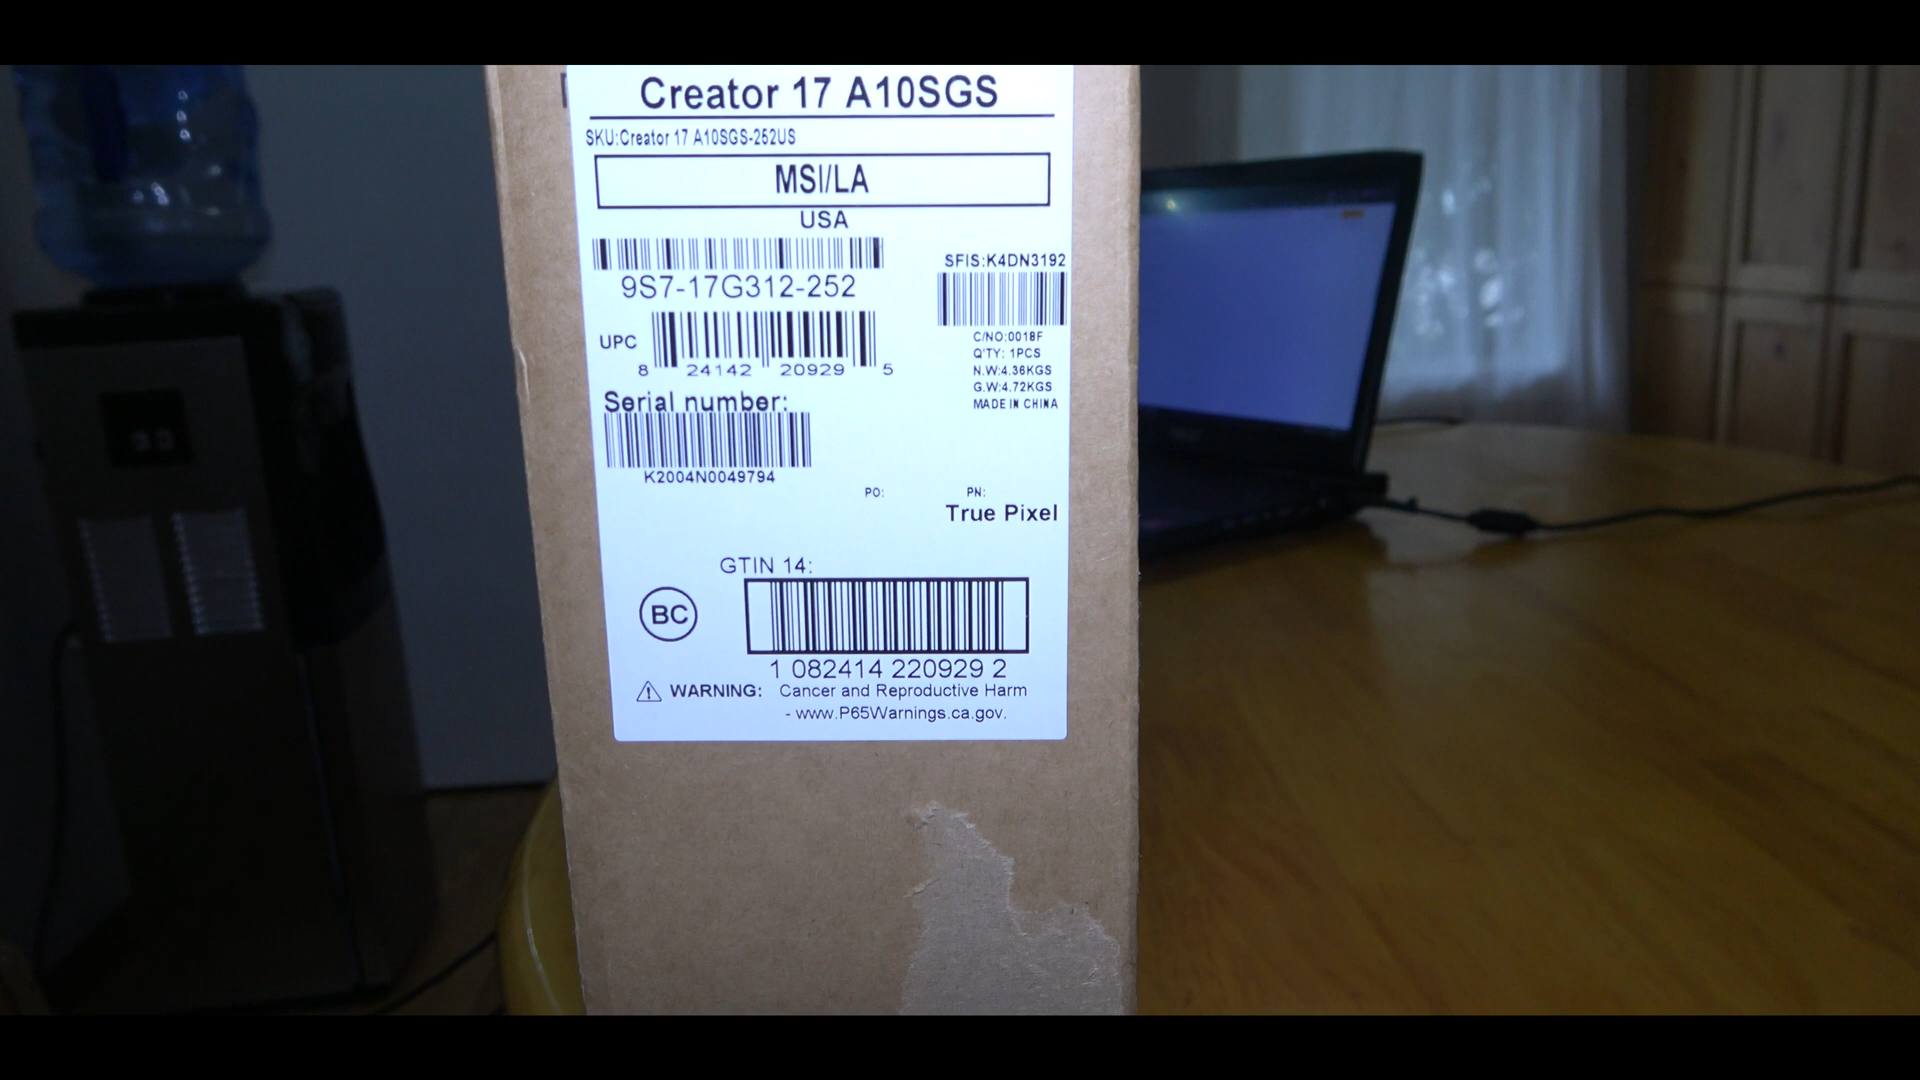 Creator 17 A10SGS
SKU:Creator 17 A10SGS-252US
MSI/LA
USA
9S7-17G312-252
SFIS:K4DN3192
UPC
8 24142 20929 5
C/NO:0018F
Q'TY: 1PCS
N.W:4.36KGS
G.W:4.72KGS
MADE IN CHINA
Serial number:
K2004N0049794
PO:
PN:
True Pixel
GTIN 14:
BC
1 082414 220929 2
WARNING: Cancer and Reproductive Harm
- www.P65Warnings.ca.gov.